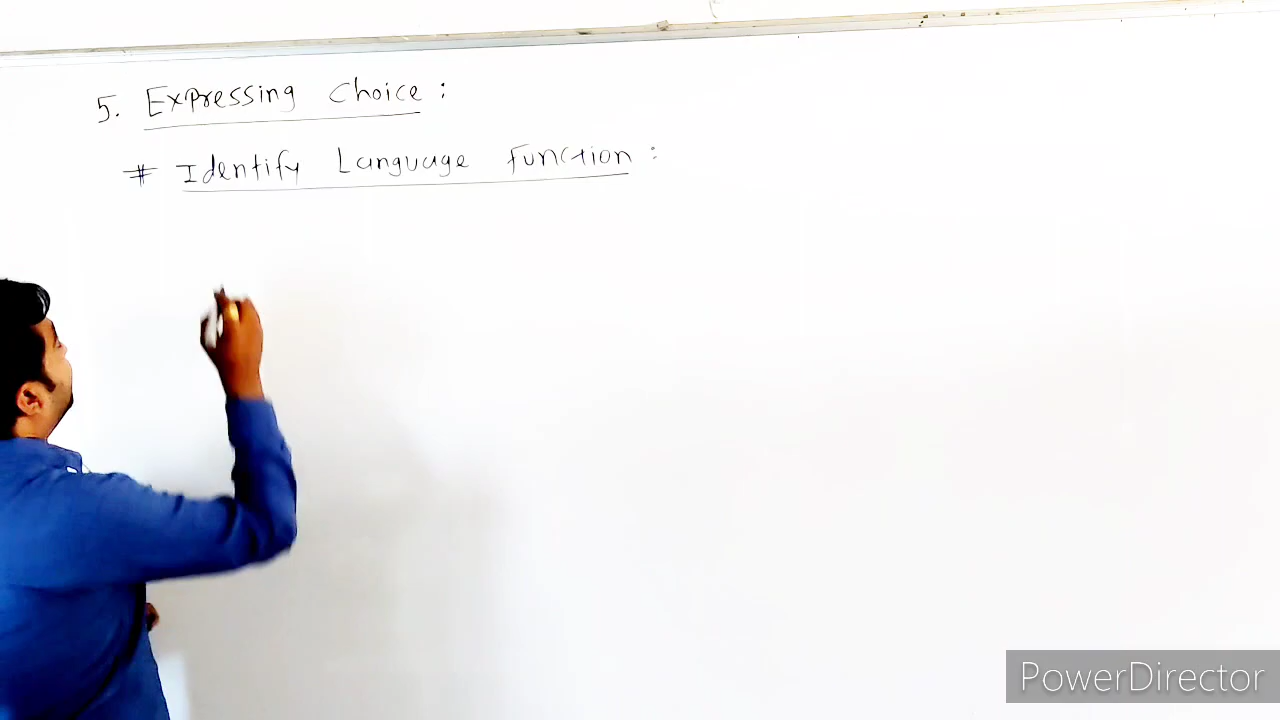 5. Expressing choice :
# Identify Language function :
PowerDirector